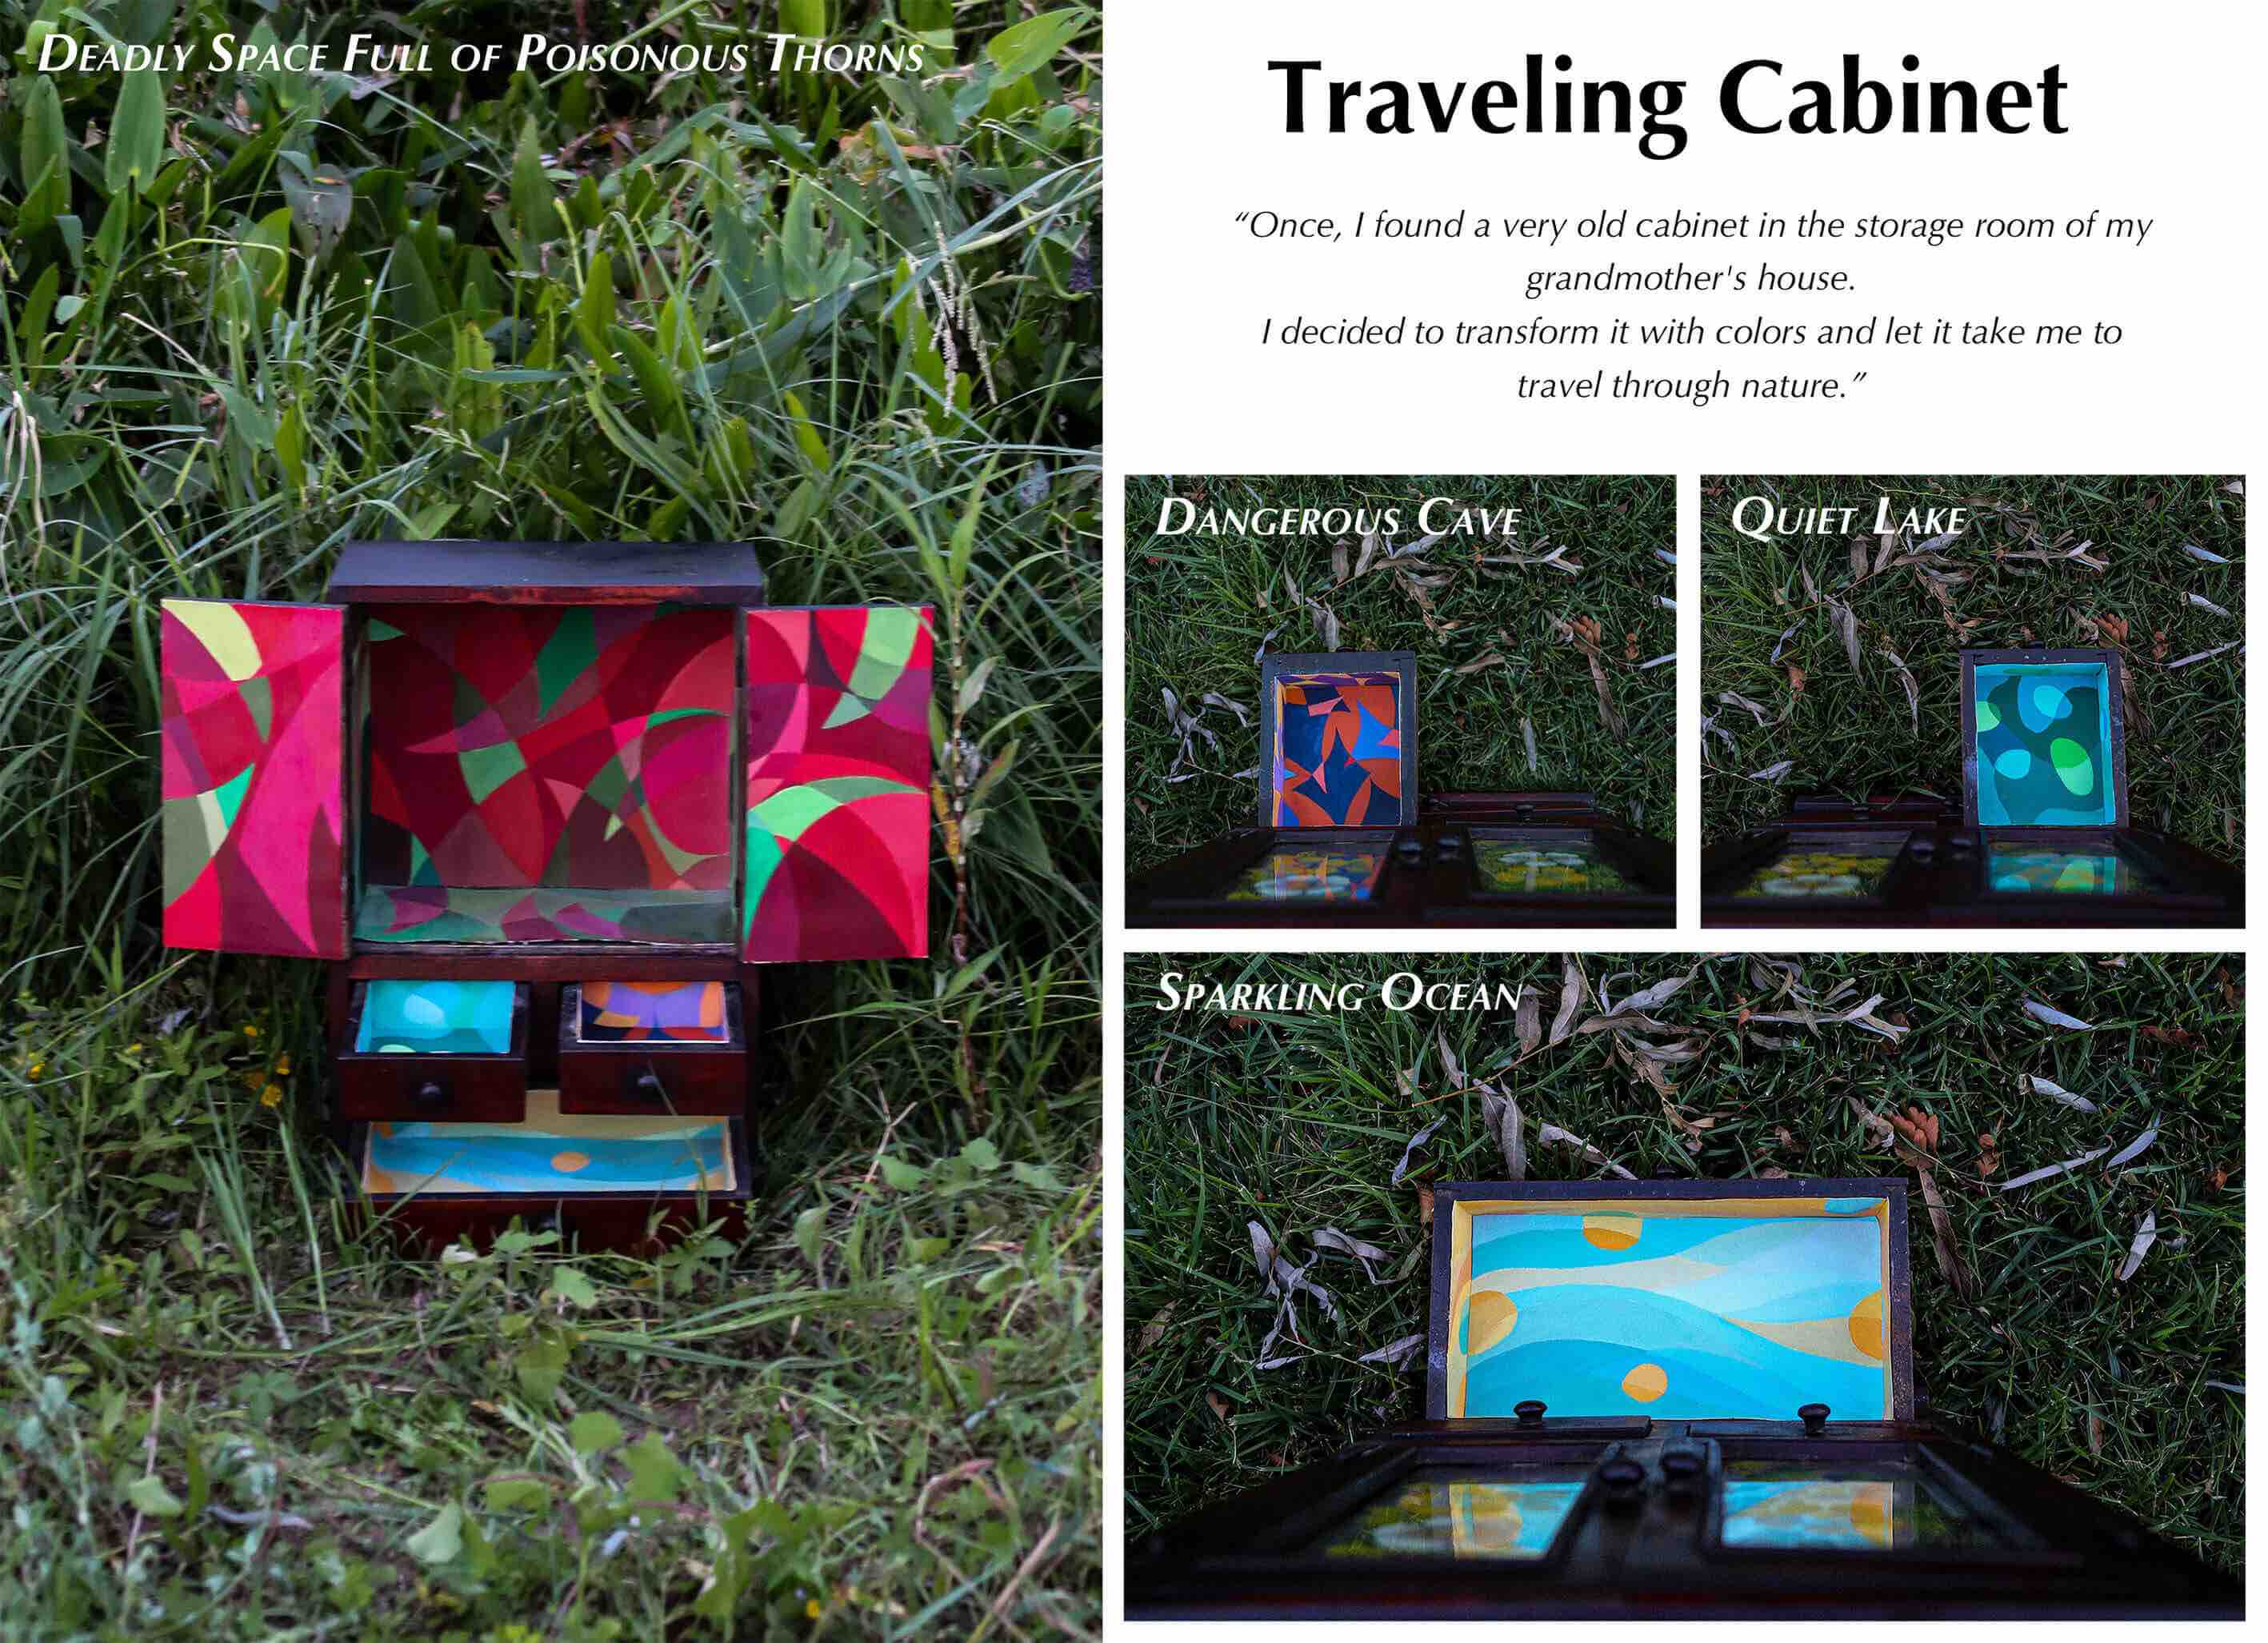 Deadly Space Full of Poisonous Thorns
Traveling Cabinet
“Once, I found a very old cabinet in the storage room of my
grandmother's house.
I decided to transform it with colors and let it take me to
travel through nature.”
Dangerous Cave
Quiet Lake
Sparkling Ocean